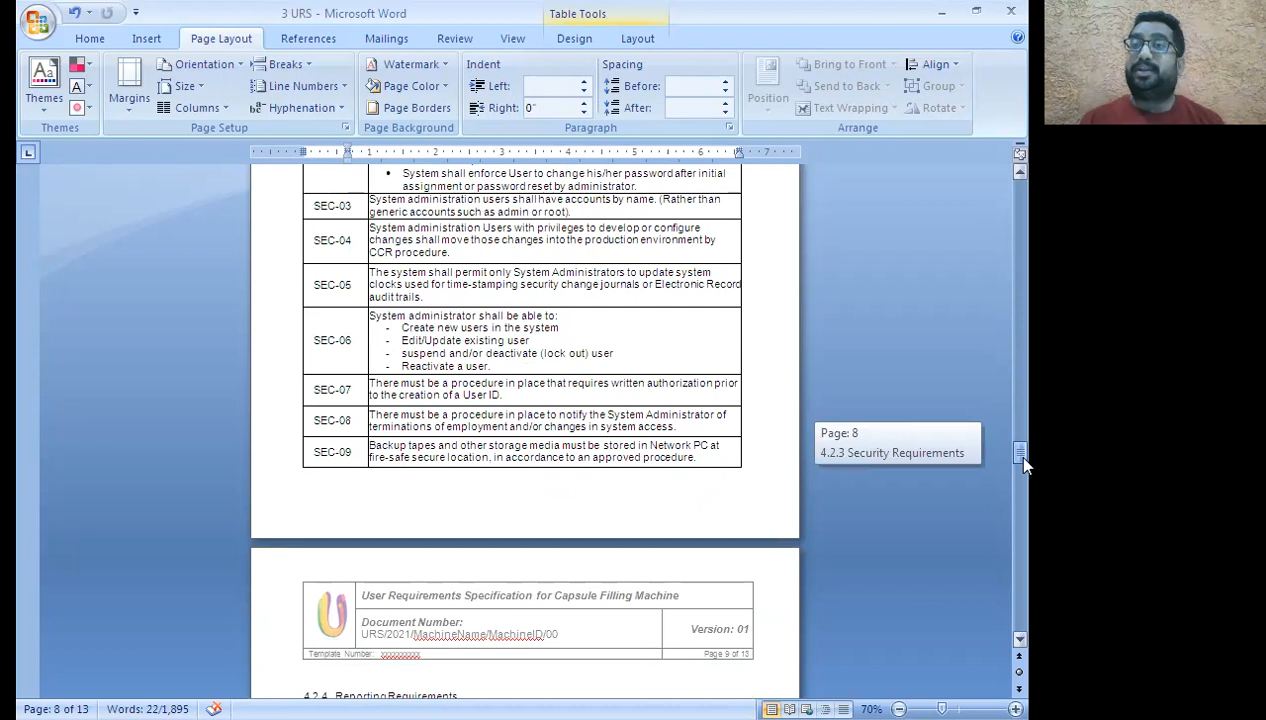 3 URS - Microsoft Word
Table Tools
Home
Insert
Page Layout
References
Mailings
Review
View
Design
Layout
Themes
Margins
Orientation
Size
Columns
Breaks
Line Numbers
Hyphenation
Watermark
Page Color
Page Borders
Indent
Left:
Right: 0"
Spacing
Before:
After:
Position
Bring to Front
Send to Back
Text Wrapping
Align
Group
Rotate
Themes
Page Setup
Page Background
Paragraph
Arrange
1 2 3 4 5 6 7
• System shall enforce User to change his/her password after initial
assignment or password reset by administrator.
SEC-03
System administration users shall have accounts by name. (Rather than
generic accounts such as admin or root).
SEC-04
System administration Users with privileges to develop or configure
changes shall move those changes into the production environment by
CCR procedure.
SEC-05
The system shall permit only System Administrators to update system
clocks used for time-stamping security change journals or Electronic Record
audit trails.
SEC-06
System administrator shall be able to:
- Create new users in the system
- Edit/Update existing user
- suspend and/or deactivate (lock out) user
- Reactivate a user.
SEC-07
There must be a procedure in place that requires written authorization prior
to the creation of a User ID.
SEC-08
There must be a procedure in place to notify the System Administrator of
terminations of employment and/or changes in system access.
SEC-09
Backup tapes and other storage media must be stored in Network PC at
fire-safe secure location, in accordance to an approved procedure.
Page: 8
4.2.3 Security Requirements
User Requirements Specification for Capsule Filling Machine
Document Number:
URS/2021/MachineName/MachineID/00
Version: 01
Template Number: xxxxxxxxxx
Page 9 of 13
4.2.4 Reporting Requirements
Page: 8 of 13
Words: 22/1,895
70%